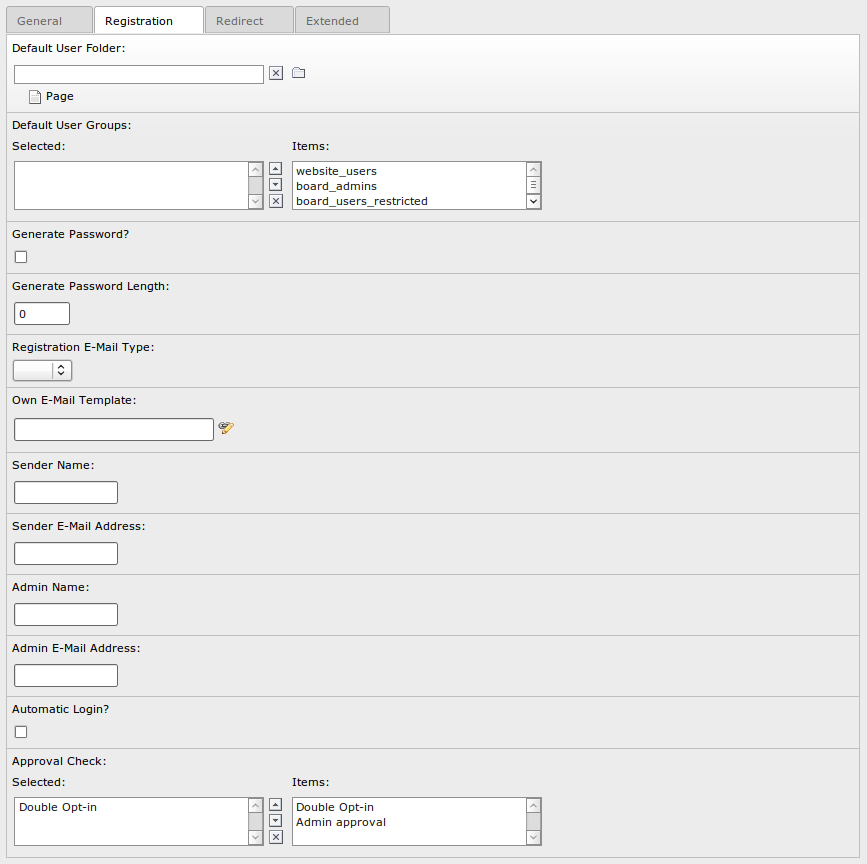 General Registration Redirect Extended
Default User Folder:
Page
Default User Groups:
Selected: Items:
website_users
board_admins
board_users_restricted
Generate Password?
Generate Password Length:
0
Registration E-Mail Type:
Own E-Mail Template:
Sender Name:
Sender E-Mail Address:
Admin Name:
Admin E-Mail Address:
Automatic Login?
Approval Check:
Selected: Items:
Double Opt-in Double Opt-in
Admin approval